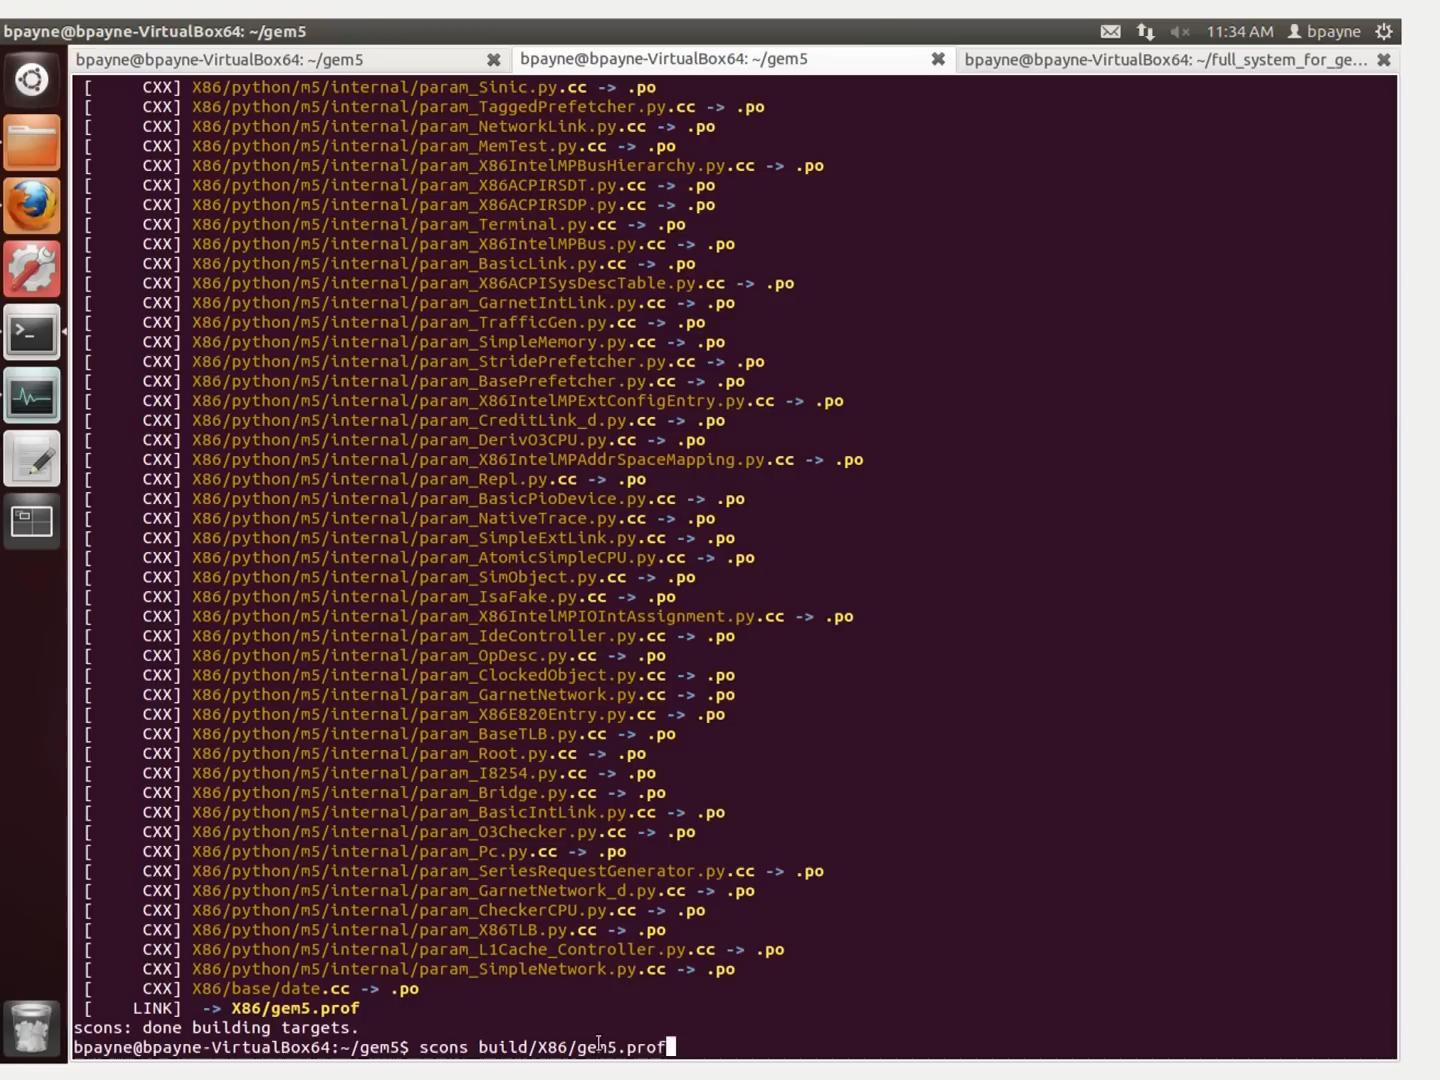 bpayne@bpayne-VirtualBox64: ~/gem5
11:34 AM
bpayne
bpayne@bpayne-VirtualBox64: ~/gem5
bpayne@bpayne-VirtualBox64: ~/gem5
bpayne@bpayne-VirtualBox64: ~/full_system_for_ge...
[ CXX] X86/python/m5/internal/param_Sinic.py.cc -> .po
[ CXX] X86/python/m5/internal/param_TaggedPrefetcher.py.cc -> .po
[ CXX] X86/python/m5/internal/param_NetworkLink.py.cc -> .po
[ CXX] X86/python/m5/internal/param_MemTest.py.cc -> .po
[ CXX] X86/python/m5/internal/param_X86IntelMPBusHierarchy.py.cc -> .po
[ CXX] X86/python/m5/internal/param_X86ACPIRSDT.py.cc -> .po
[ CXX] X86/python/m5/internal/param_X86ACPIRSDP.py.cc -> .po
[ CXX] X86/python/m5/internal/param_Terminal.py.cc -> .po
[ CXX] X86/python/m5/internal/param_X86IntelMPBus.py.cc -> .po
[ CXX] X86/python/m5/internal/param_BasicLink.py.cc -> .po
[ CXX] X86/python/m5/internal/param_X86ACPISysDescTable.py.cc -> .po
[ CXX] X86/python/m5/internal/param_GarnetIntLink.py.cc -> .po
[ CXX] X86/python/m5/internal/param_TrafficGen.py.cc -> .po
[ CXX] X86/python/m5/internal/param_SimpleMemory.py.cc -> .po
[ CXX] X86/python/m5/internal/param_StridePrefetcher.py.cc -> .po
[ CXX] X86/python/m5/internal/param_BasePrefetcher.py.cc -> .po
[ CXX] X86/python/m5/internal/param_X86IntelMPExtConfigEntry.py.cc -> .po
[ CXX] X86/python/m5/internal/param_CreditLink_d.py.cc -> .po
[ CXX] X86/python/m5/internal/param_DerivO3CPU.py.cc -> .po
[ CXX] X86/python/m5/internal/param_X86IntelMPAddrSpaceMapping.py.cc -> .po
[ CXX] X86/python/m5/internal/param_Repl.py.cc -> .po
[ CXX] X86/python/m5/internal/param_BasicPioDevice.py.cc -> .po
[ CXX] X86/python/m5/internal/param_NativeTrace.py.cc -> .po
[ CXX] X86/python/m5/internal/param_SimpleExtLink.py.cc -> .po
[ CXX] X86/python/m5/internal/param_AtomicSimpleCPU.py.cc -> .po
[ CXX] X86/python/m5/internal/param_SimObject.py.cc -> .po
[ CXX] X86/python/m5/internal/param_IsaFake.py.cc -> .po
[ CXX] X86/python/m5/internal/param_X86IntelMPIOIntAssignment.py.cc -> .po
[ CXX] X86/python/m5/internal/param_IdeController.py.cc -> .po
[ CXX] X86/python/m5/internal/param_OpDesc.py.cc -> .po
[ CXX] X86/python/m5/internal/param_ClockedObject.py.cc -> .po
[ CXX] X86/python/m5/internal/param_GarnetNetwork.py.cc -> .po
[ CXX] X86/python/m5/internal/param_X86E820Entry.py.cc -> .po
[ CXX] X86/python/m5/internal/param_BaseTLB.py.cc -> .po
[ CXX] X86/python/m5/internal/param_Root.py.cc -> .po
[ CXX] X86/python/m5/internal/param_I8254.py.cc -> .po
[ CXX] X86/python/m5/internal/param_Bridge.py.cc -> .po
[ CXX] X86/python/m5/internal/param_BasicIntLink.py.cc -> .po
[ CXX] X86/python/m5/internal/param_O3Checker.py.cc -> .po
[ CXX] X86/python/m5/internal/param_Pc.py.cc -> .po
[ CXX] X86/python/m5/internal/param_SeriesRequestGenerator.py.cc -> .po
[ CXX] X86/python/m5/internal/param_GarnetNetwork_d.py.cc -> .po
[ CXX] X86/python/m5/internal/param_CheckerCPU.py.cc -> .po
[ CXX] X86/python/m5/internal/param_X86TLB.py.cc -> .po
[ CXX] X86/python/m5/internal/param_L1Cache_Controller.py.cc -> .po
[ CXX] X86/python/m5/internal/param_SimpleNetwork.py.cc -> .po
[ CXX] X86/base/date.cc -> .po
[ LINK] -> X86/gem5.prof
scons: done building targets.
bpayne@bpayne-VirtualBox64:~/gem5$ scons build/X86/gem5.prof